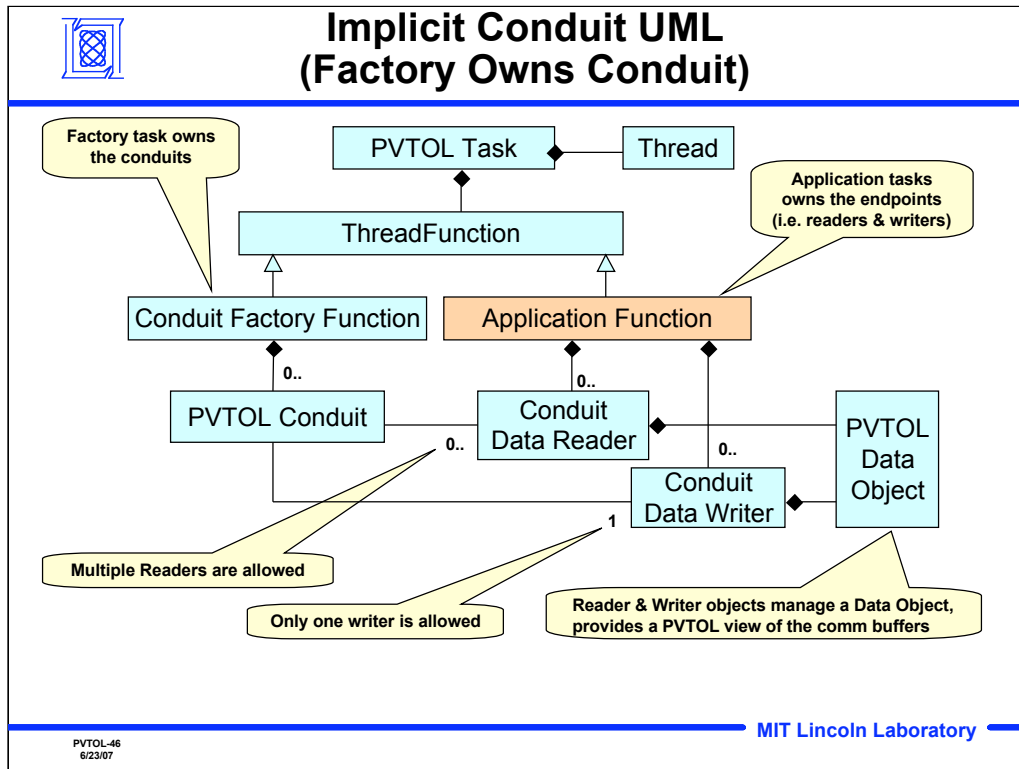 Implicit Conduit UML
(Factory Owns Conduit)
Factory task owns
the conduits
PVTOL Task
Thread
Application tasks
owns the endpoints
(i.e. readers & writers)
ThreadFunction
Conduit Factory Function
Application Function
0..
0..
PVTOL Conduit
Conduit
Data Reader
PVTOL
Data
Object
0..
0..
Conduit
Data Writer
1
Multiple Readers are allowed
Only one writer is allowed
Reader & Writer objects manage a Data Object,
provides a PVTOL view of the comm buffers
MIT Lincoln Laboratory
PVTOL-46
6/23/07